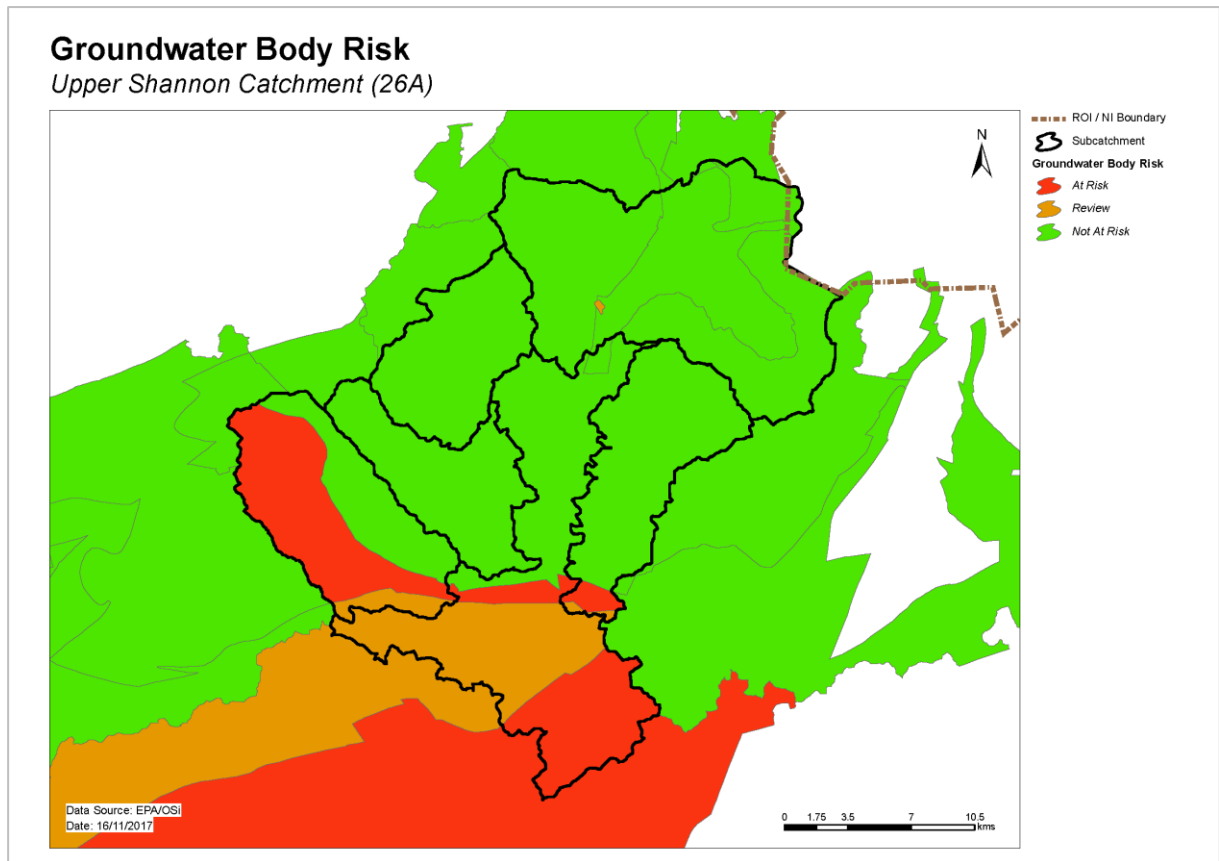 Groundwater Body Risk
Upper Shannon Catchment (26A)
N
ROI / NI Boundary
Subcatchment
Groundwater Body Risk
At Risk
Review
Not At Risk
Data Source: EPA/OSi
Date: 16/11/2017
0 1.75 3.5 7 10.5
kms